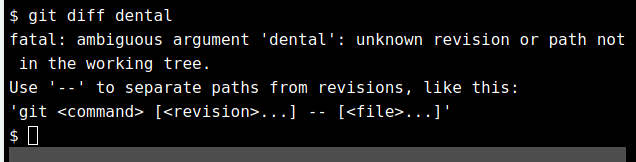 $ git diff dental
fatal: ambiguous argument 'dental': unknown revision or path not
 in the working tree.
Use '--' to separate paths from revisions, like this:
'git <command> [<revision>...] -- [<file>...]'
$